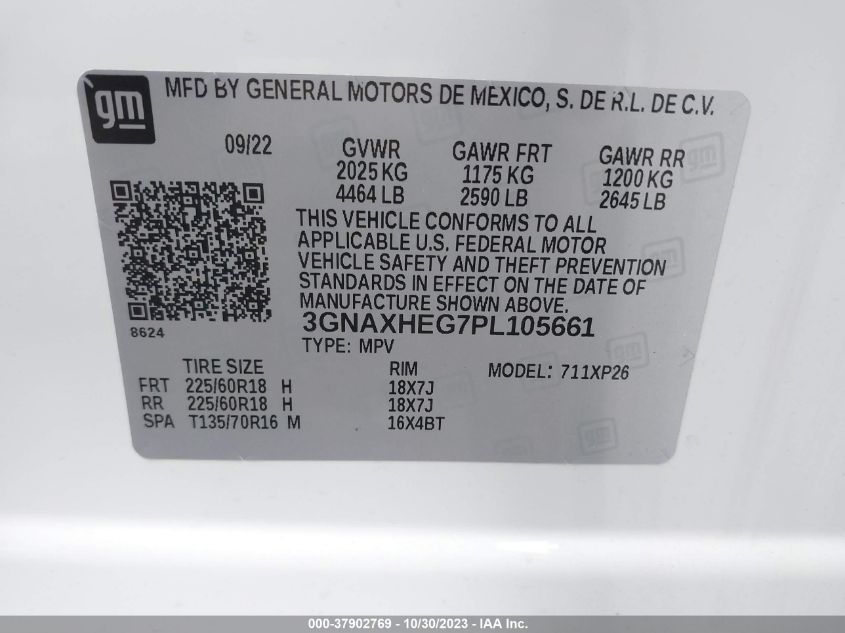 gm
MFD BY GENERAL MOTORS DE MEXICO, S. DE R.L. DE C.V.
09/22 GVWR GAWR FRT GAWR RR
2025 KG 1175 KG 1200 KG
4464 LB 2590 LB 2645 LB
THIS VEHICLE CONFORMS TO ALL
APPLICABLE U.S. FEDERAL MOTOR
VEHICLE SAFETY AND THEFT PREVENTION
STANDARDS IN EFFECT ON THE DATE OF
MANUFACTURE SHOWN ABOVE.
8624
3GNAXHEG7PL105661
TYPE: MPV
TIRE SIZE RIM MODEL: 711XP26
FRT 225/60R18 H 18X7J
RR 225/60R18 H 18X7J
SPA T135/70R16 M 16X4BT
000-37902769 - 10/30/2023 - IAA Inc.